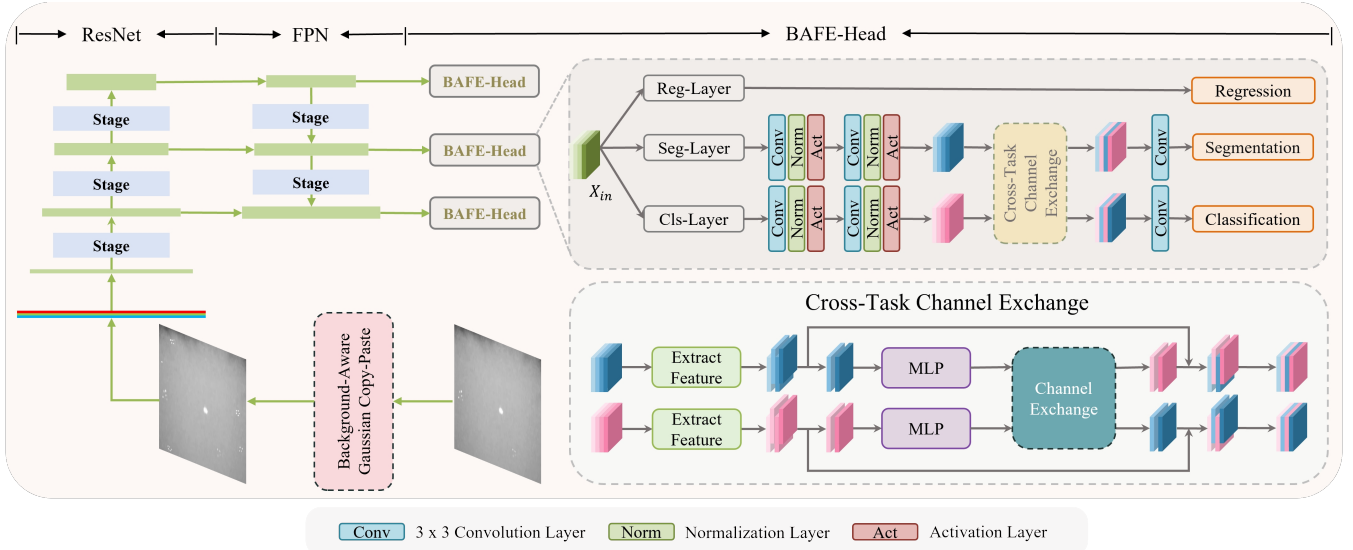 ResNet
FPN
BAFE-Head
BAFE-Head
Stage
Stage
BAFE-Head
Stage
Stage
BAFE-Head
Stage
X_in
Reg-Layer
Regression
Seg-Layer
Conv
Norm
Act
Conv
Norm
Act
Cross-Task
Channel
Exchange
Conv
Segmentation
Cls-Layer
Conv
Norm
Act
Conv
Norm
Act
Conv
Classification
Background-Aware
Gaussian Copy-Paste
Cross-Task Channel Exchange
Extract
Feature
MLP
Channel
Exchange
Extract
Feature
MLP
Conv 3 x 3 Convolution Layer Norm Normalization Layer Act Activation Layer